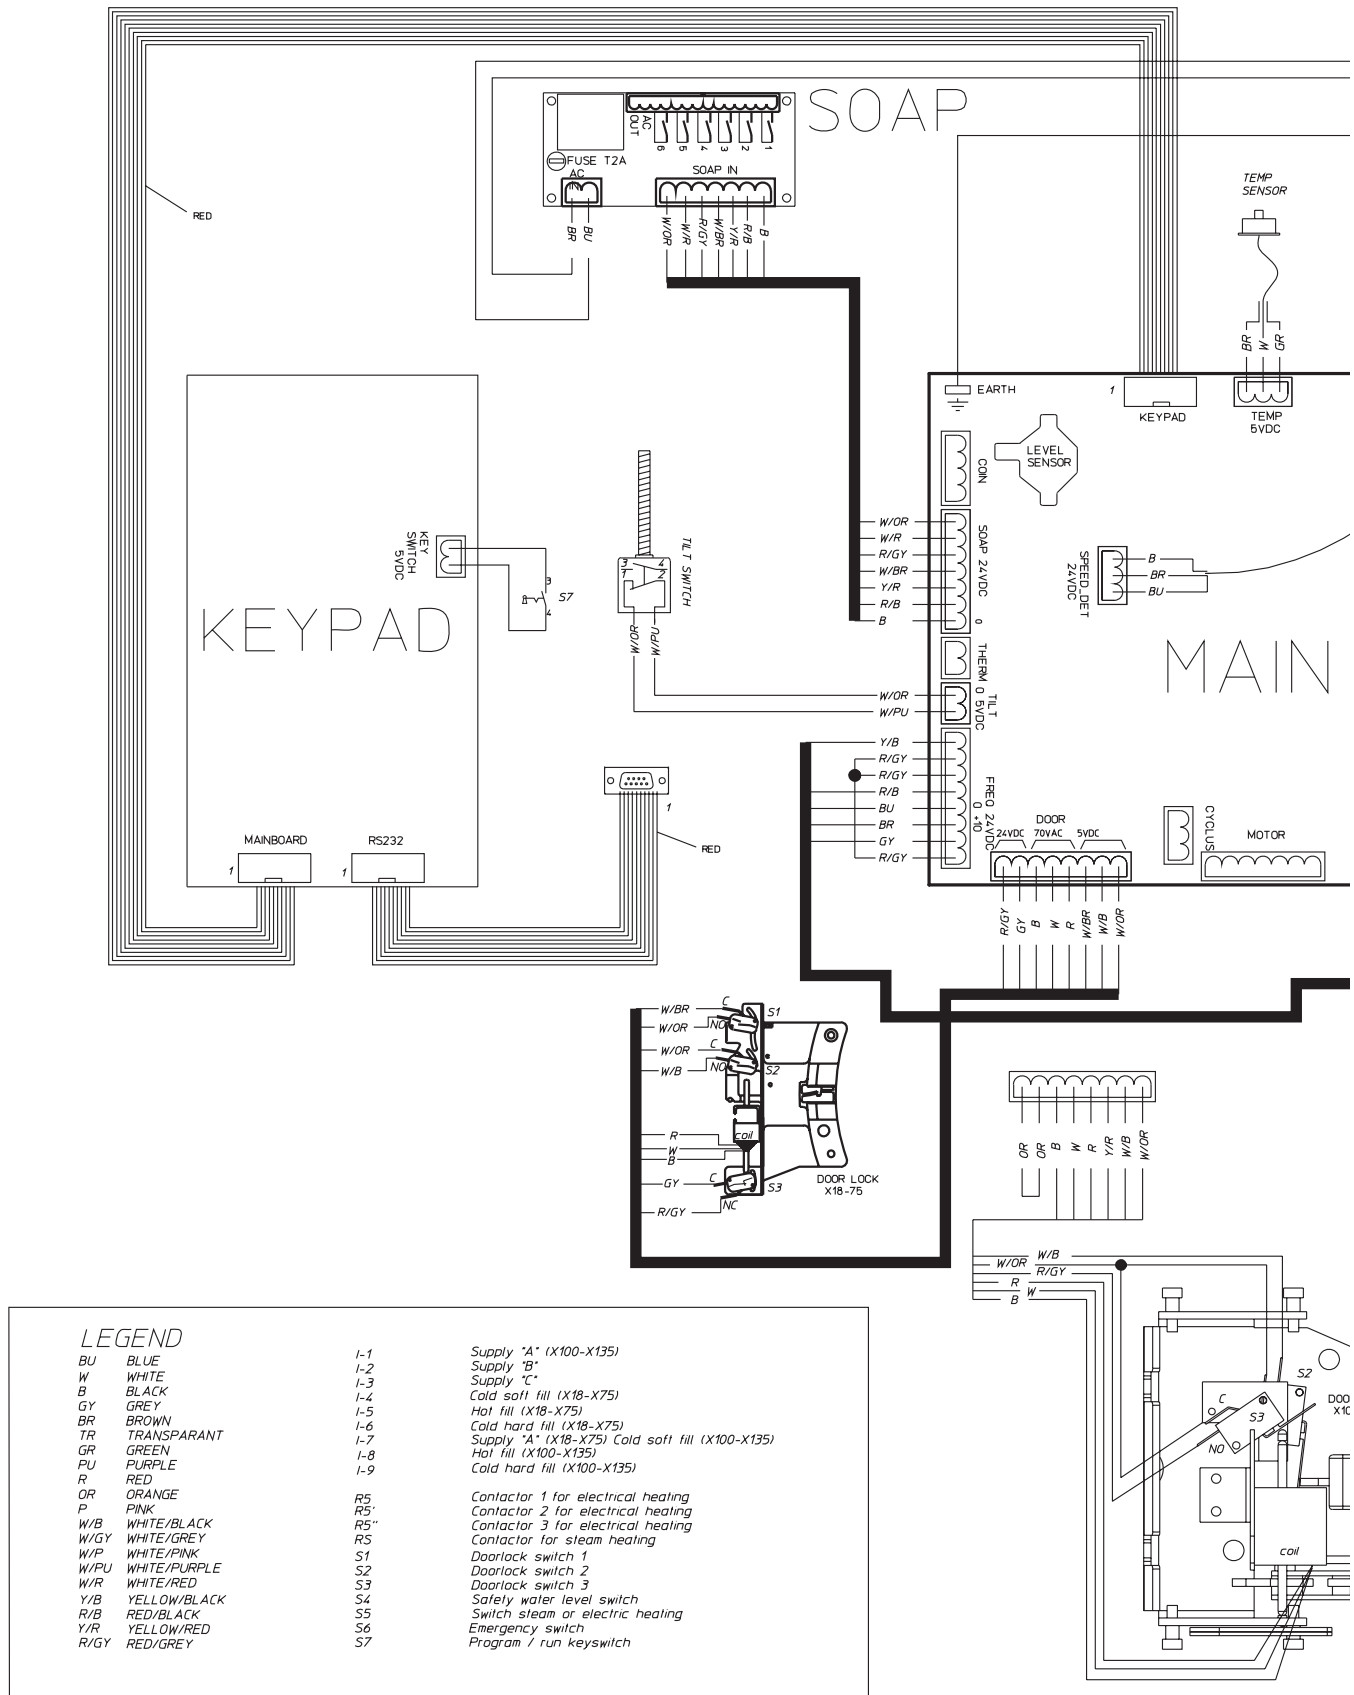 SOAP
AC
OUT
6
5
4
3
2
1
FUSE T2A
AC
IN
SOAP IN
BR
BU
W/OR
W/R
R/GY
W/BR
Y/R
R/B
B
RED
TEMP
SENSOR
BR
W
GR
EARTH
1
KEYPAD
TEMP
5VDC
LEVEL
SENSOR
COIN
SOAP 24VDC
0
W/OR
W/R
R/GY
W/BR
Y/R
R/B
B
SPEED_DET
24VDC
B
BR
BU
MAIN
THERM
TILT
0 5VDC
W/OR
W/PU
KEY
SWITCH
5VDC
3
S7
4
KEYPAD
TILT SWITCH
3
4
1
2
W/OR
W/PU
Y/B
R/GY
R/GY
R/B
BU
BR
GY
R/GY
FREQ 24VDC
0 +10
DOOR
24VDC
70VAC
5VDC
CYCLUS
MOTOR
1
RED
MAINBOARD
1
RS232
1
R/GY
GY
B
W
R
W/BR
W/B
W/OR
W/BR
C
S1
W/OR
NO
W/OR
C
W/B
NO
S2
R
coil
W
B
GY
C
S3
R/GY
NC
DOOR LOCK
X18-75
OR
OR
B
W
R
Y/R
W/B
W/OR
W/B
W/OR
R/GY
R
W
B
S2
C
S3
DOO
X10
NO
coil
LEGEND
BU BLUE
W WHITE
B BLACK
GY GREY
BR BROWN
TR TRANSPARANT
GR GREEN
PU PURPLE
R RED
OR ORANGE
P PINK
W/B WHITE/BLACK
W/GY WHITE/GREY
W/P WHITE/PINK
W/PU WHITE/PURPLE
W/R WHITE/RED
Y/B YELLOW/BLACK
R/B RED/BLACK
Y/R YELLOW/RED
R/GY RED/GREY
I-1 Supply "A" (X100-X135)
I-2 Supply "B"
I-3 Supply "C"
I-4 Cold soft fill (X18-X75)
I-5 Hot fill (X18-X75)
I-6 Cold hard fill (X18-X75)
I-7 Supply "A" (X18-X75) Cold soft fill (X100-X135)
I-8 Hot fill (X100-X135)
I-9 Cold hard fill (X100-X135)
R5 Contactor 1 for electrical heating
R5' Contactor 2 for electrical heating
R5" Contactor 3 for electrical heating
RS Contactor for steam heating
S1 Doorlock switch 1
S2 Doorlock switch 2
S3 Doorlock switch 3
S4 Safety water level switch
S5 Switch steam or electric heating
S6 Emergency switch
S7 Program / run keyswitch